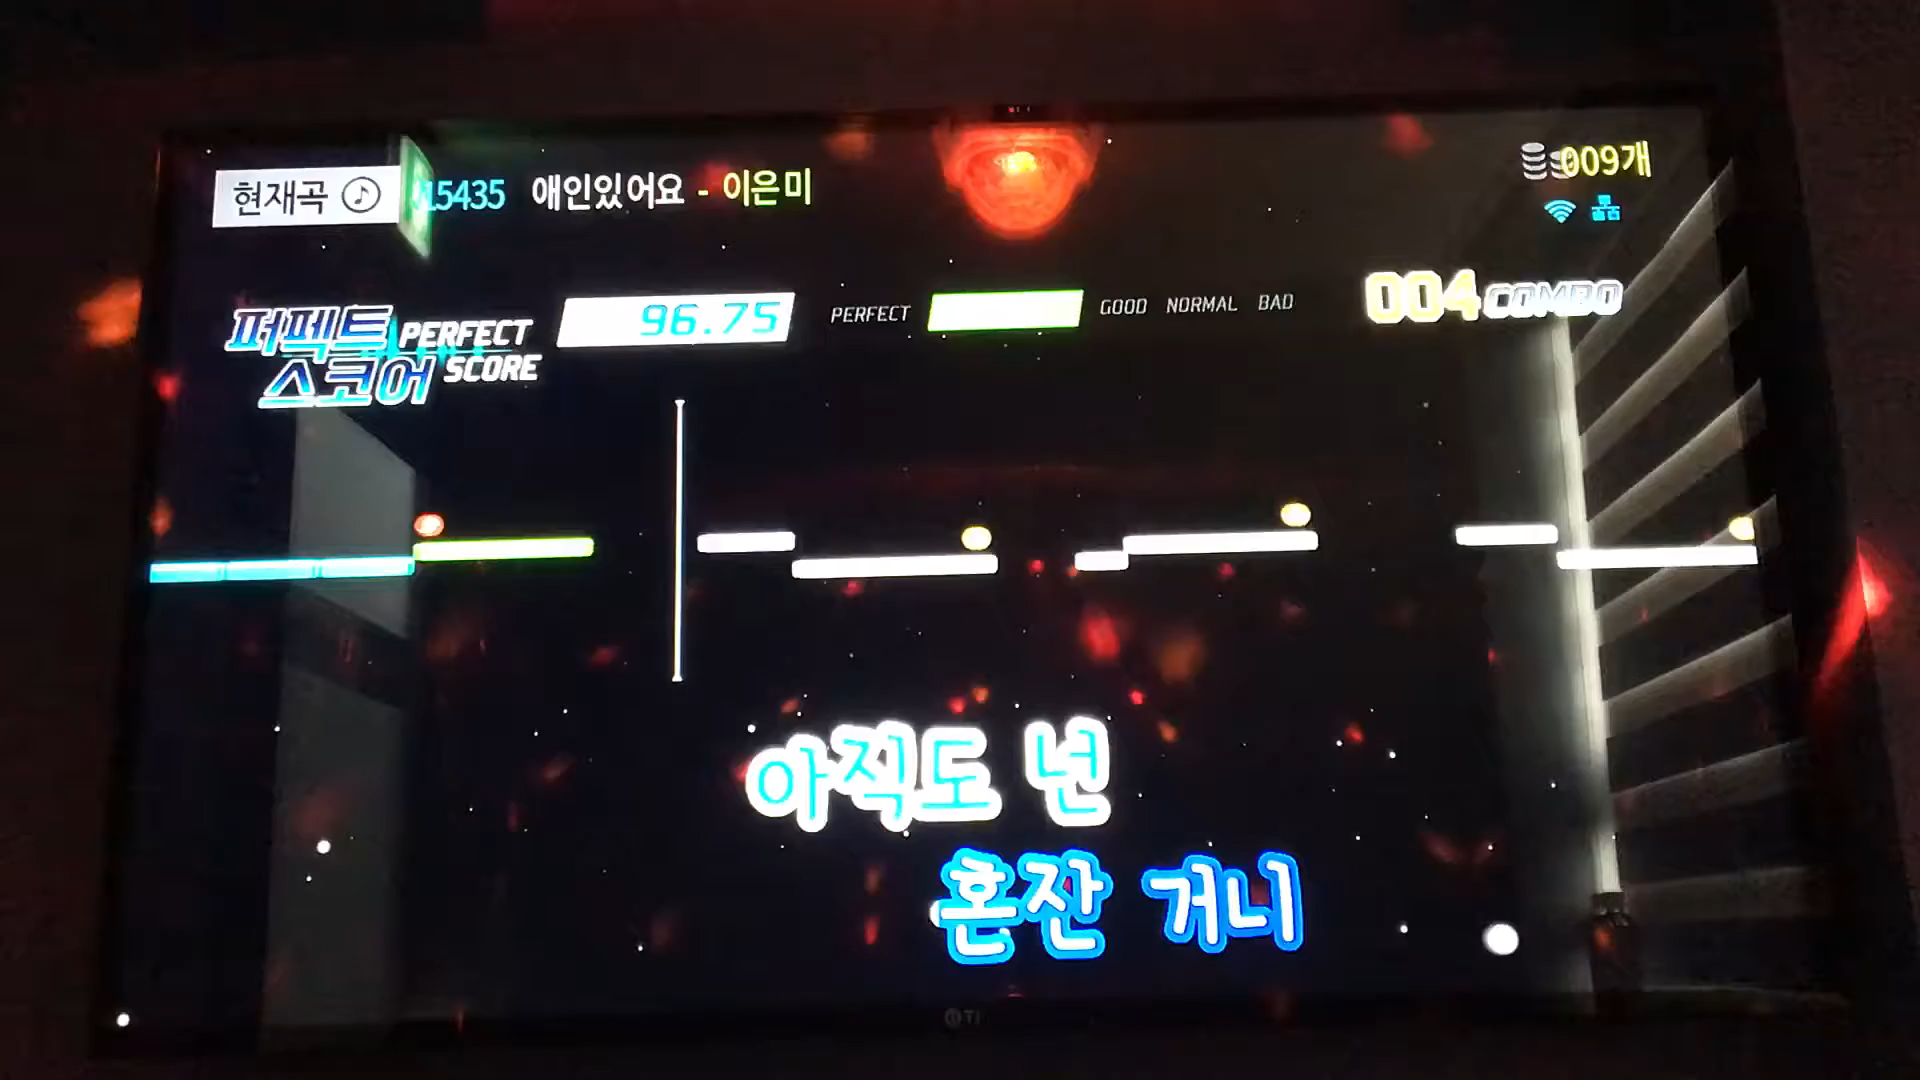 현재곡 15435 애인있어요 - 이은미
009개
퍼펙트 스코어
PERFECT SCORE
96.75
PERFECT GOOD NORMAL BAD
004 COMBO
아직도 넌
혼잔 거니